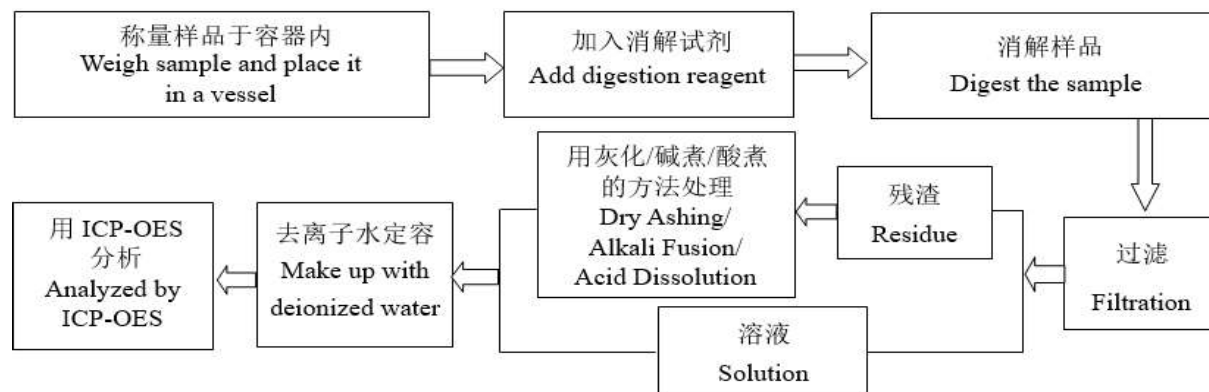 称量样品于容器内
Weigh sample and place it
in a vessel
加入消解试剂
Add digestion reagent
消解样品
Digest the sample
过滤
Filtration
残渣
Residue
用灰化/碱煮/酸煮
的方法处理
Dry Ashing/
Alkali Fusion/
Acid Dissolution
溶液
Solution
去离子水定容
Make up with
deionized water
用 ICP-OES
分析
Analyzed by
ICP-OES